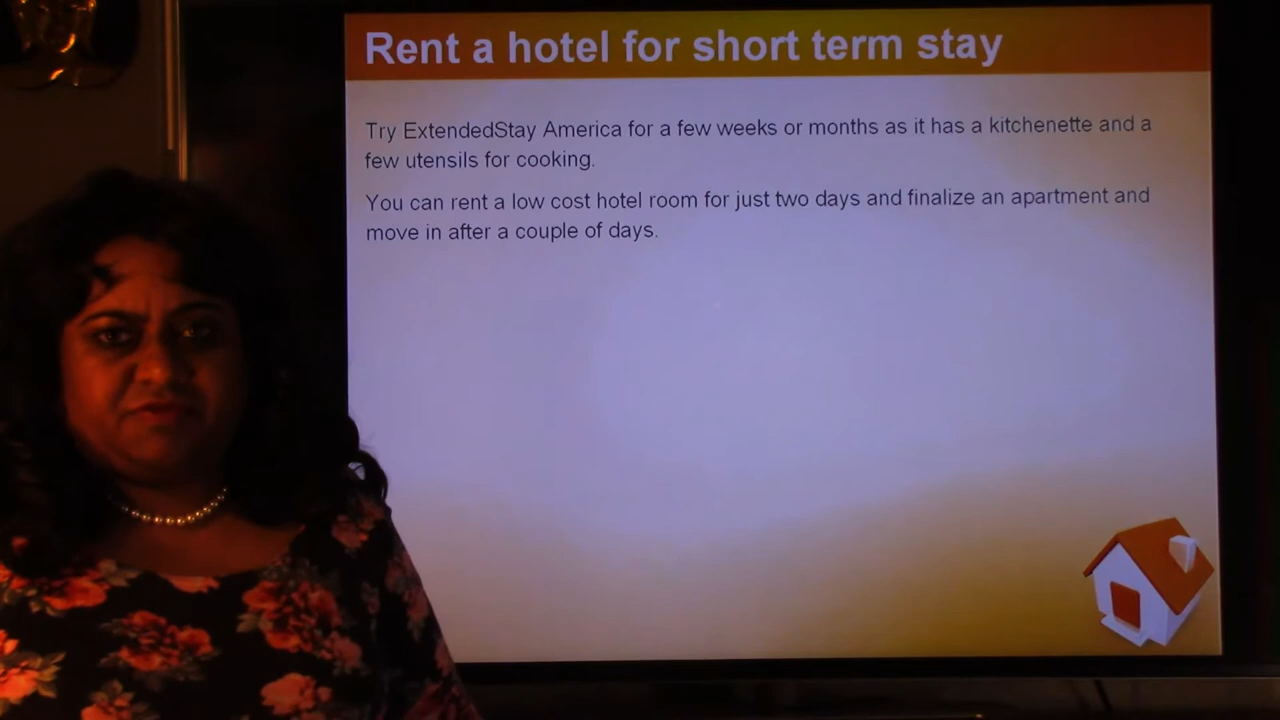 Rent a hotel for short term stay
Try ExtendedStay America for a few weeks or months as it has a kitchenette and a
few utensils for cooking.
You can rent a low cost hotel room for just two days and finalize an apartment and
move in after a couple of days.